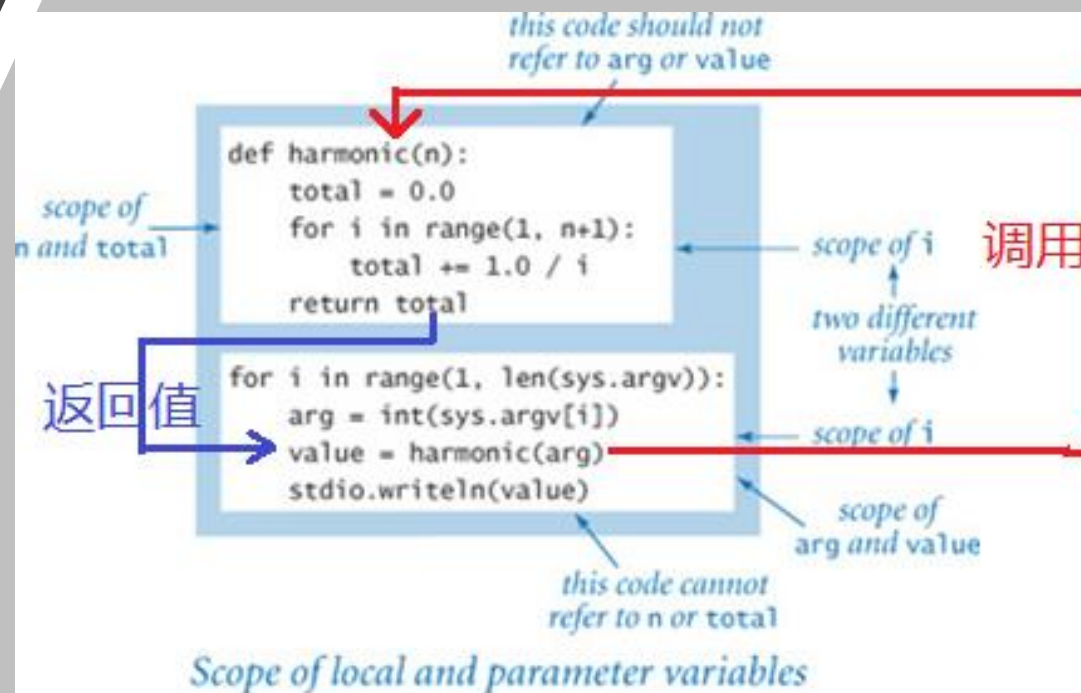 this code should not
refer to arg or value
def harmonic(n):
total = 0.0
for i in range(1, n+1):
total += 1.0 / i
return total
scope of
n and total
scope of i
调用
two different
variables
scope of i
返回值
for i in range(1, len(sys.argv)):
arg = int(sys.argv[i])
value = harmonic(arg)
stdio.writeln(value)
scope of
arg and value
this code cannot
refer to n or total
Scope of local and parameter variables